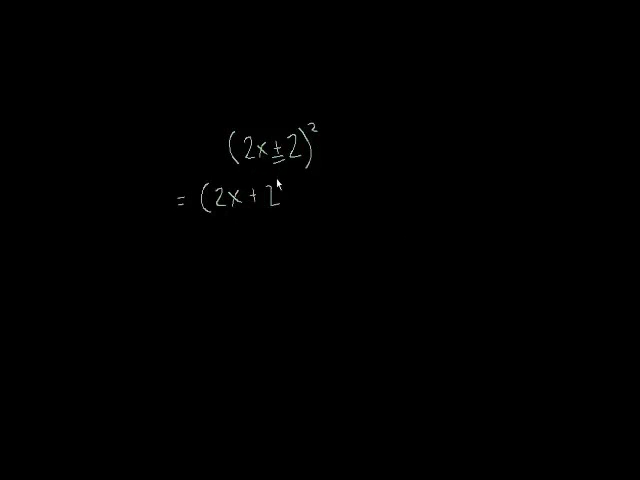 (2x+2)²
= (2x+2